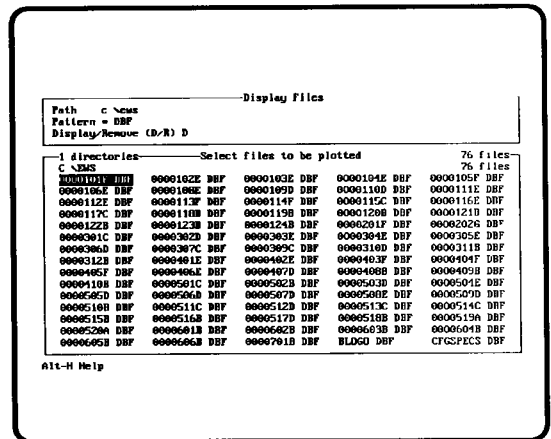 Display files
Path c \ews
Pattern = DBF
Display/Remove (D/R) D
1 directories Select files to be plotted 76 files
C \EWS 76 files
0000101F DBF 0000102E DBF 0000103E DBF 0000104E DBF 0000105F DBF
0000106E DBF 0000108E DBF 0000109D DBF 0000110D DBF 0000111E DBF
0000112E DBF 0000113F DBF 0000114F DBF 0000115C DBF 0000116E DBF
0000117C DBF 0000118B DBF 0000119B DBF 0000120B DBF 0000121B DBF
0000122B DBF 0000123B DBF 0000124B DBF 0000201F DBF 0000202G DBF
0000301C DBF 0000302D DBF 0000303E DBF 0000304E DBF 0000305E DBF
0000306D DBF 0000307C DBF 0000309C DBF 0000310D DBF 0000311B DBF
0000312B DBF 0000401E DBF 0000402E DBF 0000403F DBF 0000404F DBF
0000405F DBF 0000406E DBF 0000407D DBF 0000408B DBF 0000409B DBF
0000410B DBF 0000501C DBF 0000502B DBF 0000503D DBF 0000504E DBF
0000505D DBF 0000506D DBF 0000507D DBF 0000508E DBF 0000509D DBF
0000510B DBF 0000511C DBF 0000512D DBF 0000513C DBF 0000514C DBF
0000515B DBF 0000516B DBF 0000517D DBF 0000518B DBF 0000519A DBF
0000520A DBF 0000601B DBF 0000602B DBF 0000603B DBF 0000604B DBF
0000605B DBF 0000606B DBF 0000701B DBF BLDGO DBF CFGSPECS DBF
Alt-H Help